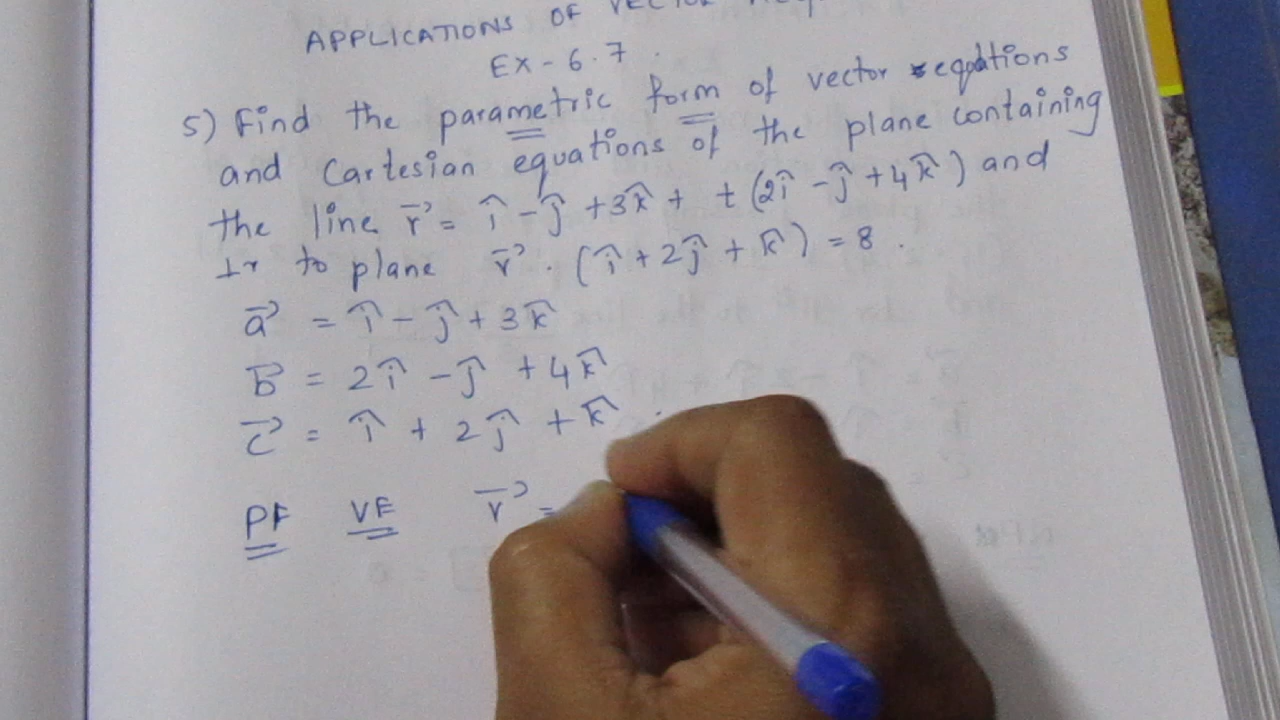 APPLICATIONS OF VECTOR
EX - 6.7.
5) Find the parametric form of vector equations
and Cartesian equations of the plane containing
the line r⃗ = î - ĵ + 3k̂ + t (2î - ĵ + 4k̂) and
⊥r to plane r⃗ . (î + 2ĵ + k̂) = 8.
a⃗ = î - ĵ + 3k̂
b⃗ = 2î - ĵ + 4k̂
c⃗ = î + 2ĵ + k̂.
PF VE r⃗ =